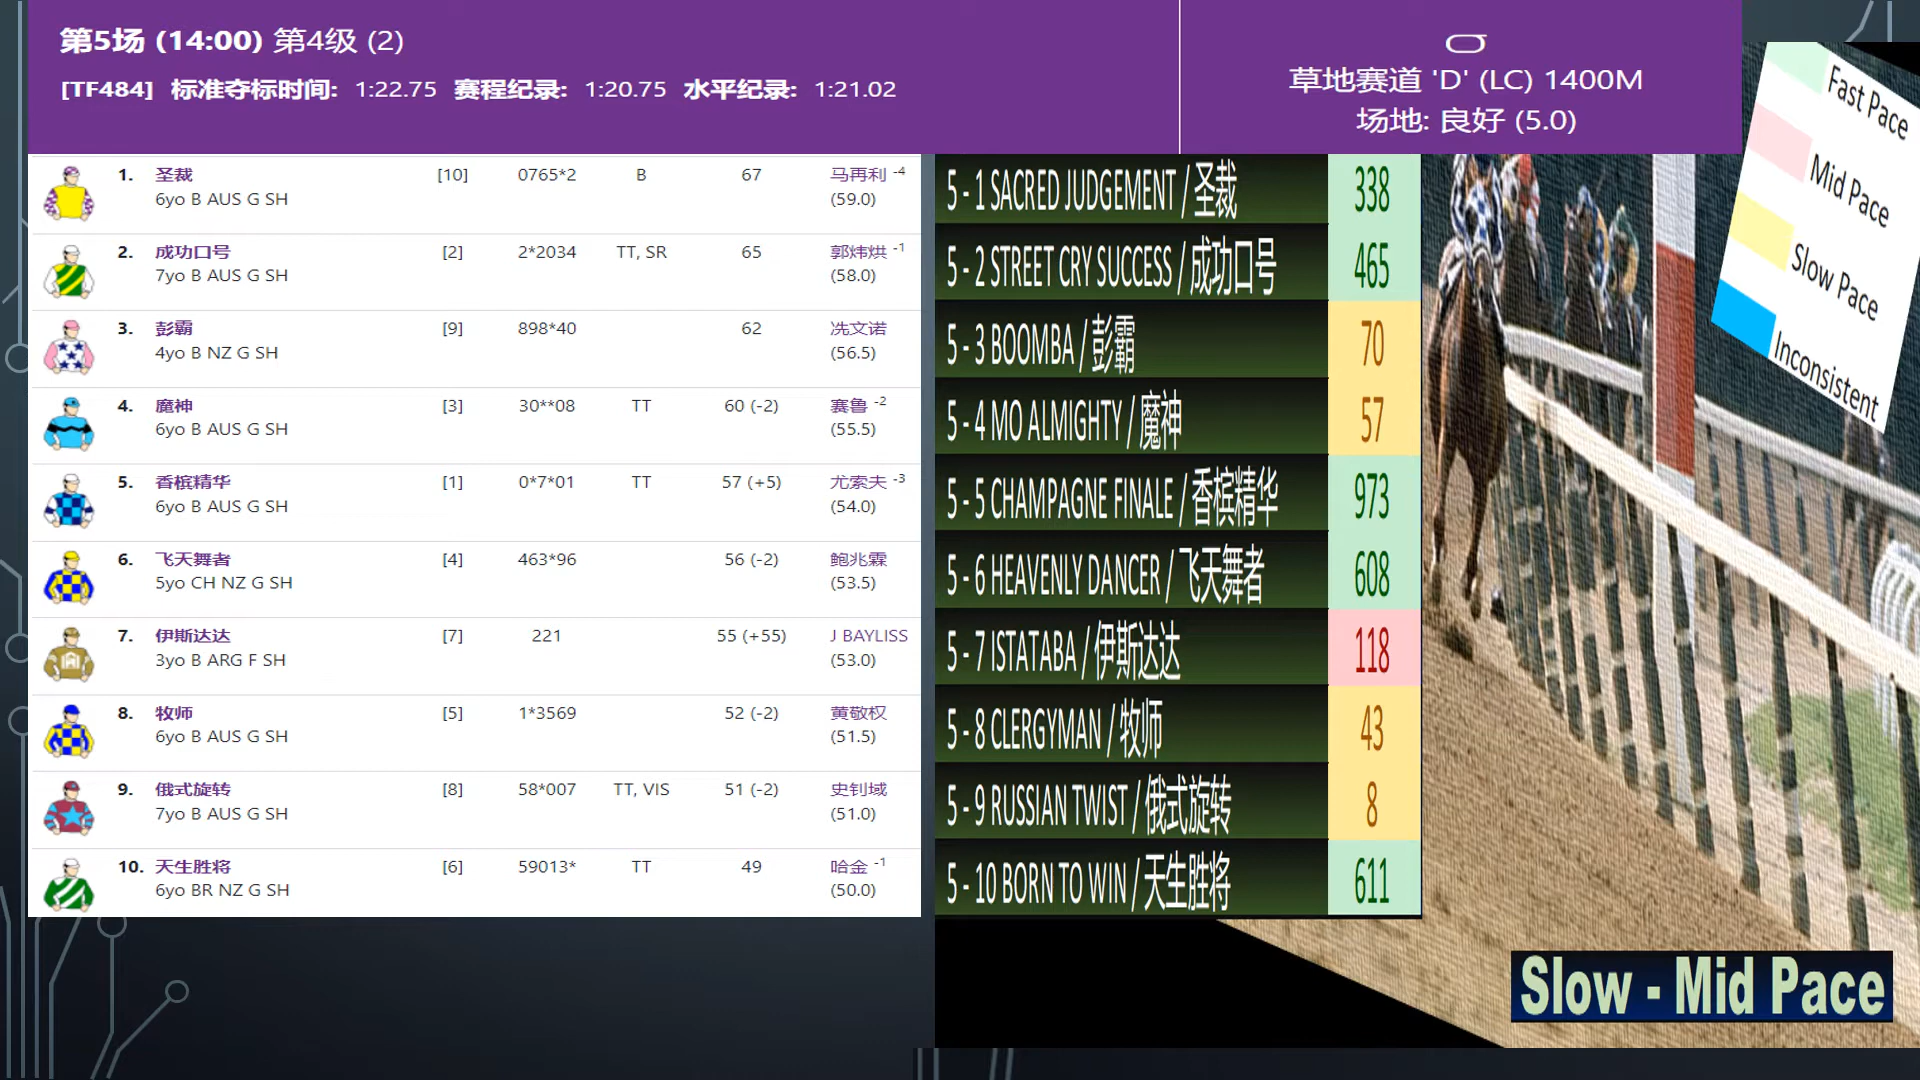 第5场 (14:00) 第4级 (2)
[TF484] 标准夺标时间: 1:22.75 赛程纪录: 1:20.75 水平纪录: 1:21.02
草地赛道 'D' (LC) 1400M
场地: 良好 (5.0)
Fast Pace
Mid Pace
Slow Pace
Inconsistent
1. 圣裁 [10] 0765*2 B 67 马再利 -4
6yo B AUS G SH (59.0)
2. 成功口号 [2] 2*2034 TT, SR 65 郭炜烘 -1
7yo B AUS G SH (58.0)
3. 彭霸 [9] 898*40 62 冼文诺
4yo B NZ G SH (56.5)
4. 魔神 [3] 30**08 TT 60 (-2) 赛鲁 -2
6yo B AUS G SH (55.5)
5. 香槟精华 [1] 0*7*01 TT 57 (+5) 尤索夫 -3
6yo B AUS G SH (54.0)
6. 飞天舞者 [4] 463*96 56 (-2) 鲍兆霖
5yo CH NZ G SH (53.5)
7. 伊斯达达 [7] 221 55 (+55) J BAYLISS
3yo B ARG F SH (53.0)
8. 牧师 [5] 1*3569 52 (-2) 黄敬权
6yo B AUS G SH (51.5)
9. 俄式旋转 [8] 58*007 TT, VIS 51 (-2) 史钊域
7yo B AUS G SH (51.0)
10. 天生胜将 [6] 59013* TT 49 哈金 -1
6yo BR NZ G SH (50.0)
5 - 1 SACRED JUDGEMENT / 圣裁 338
5 - 2 STREET CRY SUCCESS / 成功口号 465
5 - 3 BOOMBA / 彭霸 70
5 - 4 MO ALMIGHTY / 魔神 57
5 - 5 CHAMPAGNE FINALE / 香槟精华 973
5 - 6 HEAVENLY DANCER / 飞天舞者 608
5 - 7 ISTATABA / 伊斯达达 118
5 - 8 CLERGYMAN / 牧师 43
5 - 9 RUSSIAN TWIST / 俄式旋转 8
5 - 10 BORN TO WIN / 天生胜将 611
Slow - Mid Pace